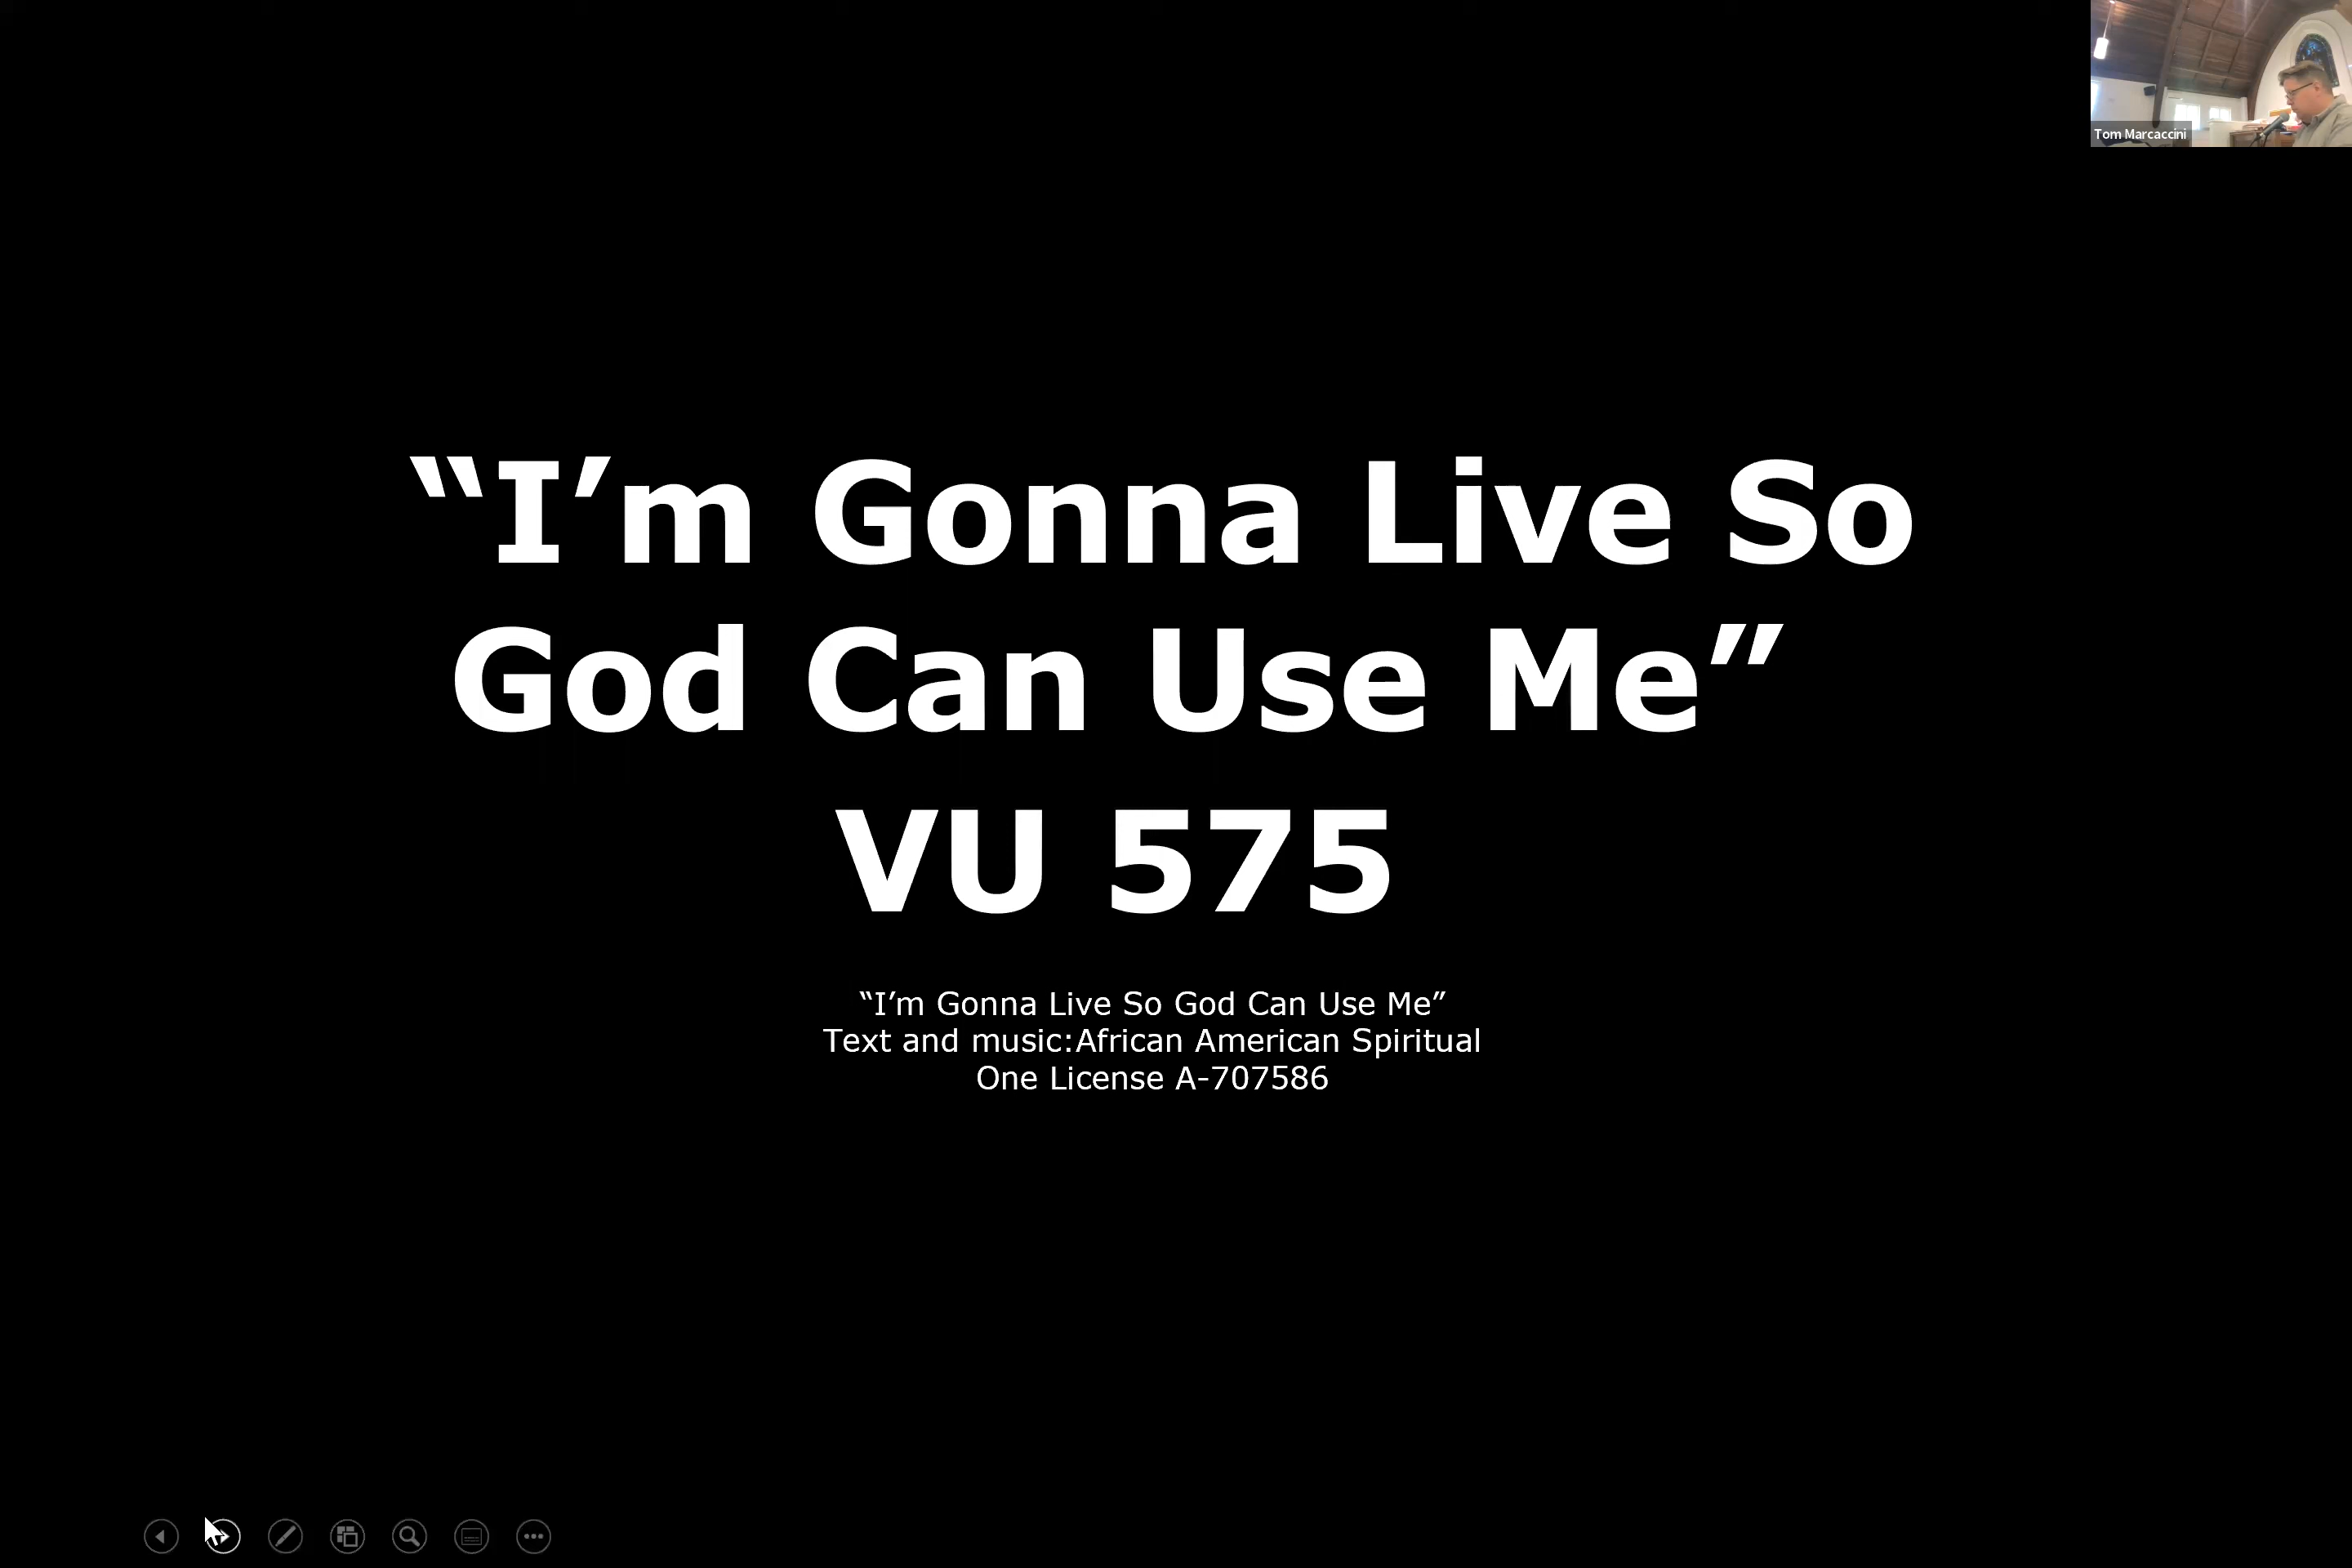 Tom Marcaccini
“I’m Gonna Live So
God Can Use Me”
VU 575
“I’m Gonna Live So God Can Use Me”
Text and music:African American Spiritual
One License A-707586